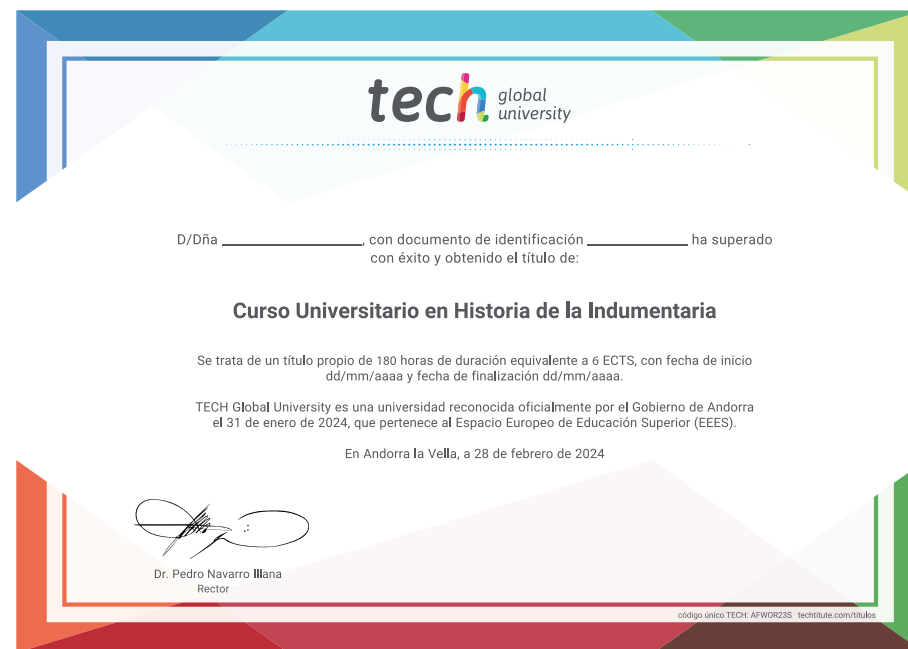 tech global
university
D/Dña ______________, con documento de identificación __________ ha superado
con éxito y obtenido el título de:
Curso Universitario en Historia de la Indumentaria
Se trata de un título propio de 180 horas de duración equivalente a 6 ECTS, con fecha de inicio
dd/mm/aaaa y fecha de finalización dd/mm/aaaa.
TECH Global University es una universidad reconocida oficialmente por el Gobierno de Andorra
el 31 de enero de 2024, que pertenece al Espacio Europeo de Educación Superior (EEES).
En Andorra la Vella, a 28 de febrero de 2024
Dr. Pedro Navarro Illana
Rector
código único TECH: AFWOR23S techtitute.com/titulos